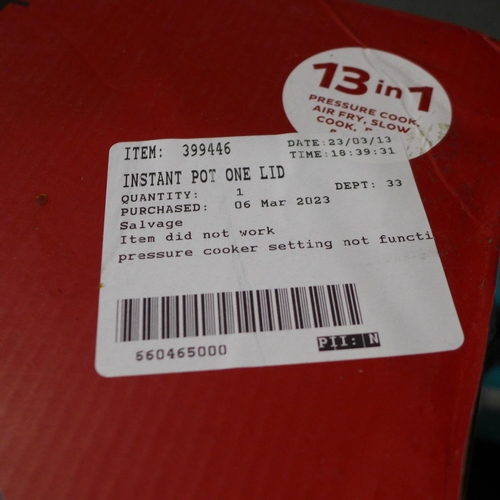 13 in 1
PRESSURE COOK,
AIR FRY, SLOW
COOK,
ITEM: 399446
DATE:23/03/13
TIME:18:39:31
INSTANT POT ONE LID
QUANTITY: 1
DEPT: 33
PURCHASED: 06 Mar 2023
Salvage
Item did not work
pressure cooker setting not functi
660465000
PII: N